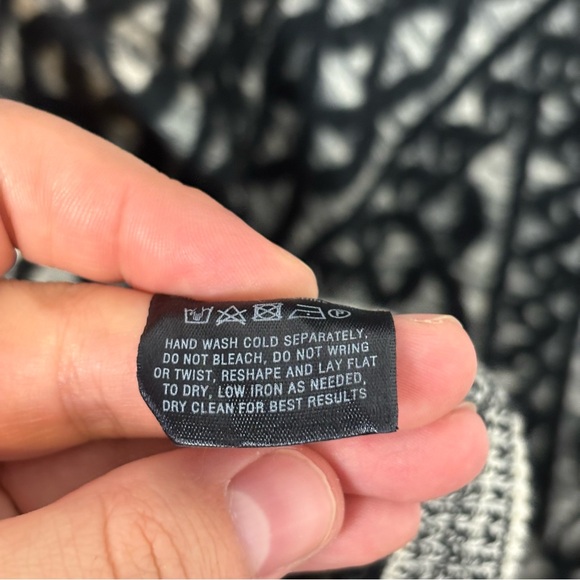 HAND WASH COLD SEPARATELY,
DO NOT BLEACH, DO NOT WRING
OR TWIST, RESHAPE AND LAY FLAT
TO DRY, LOW IRON AS NEEDED,
DRY CLEAN FOR BEST RESULTS